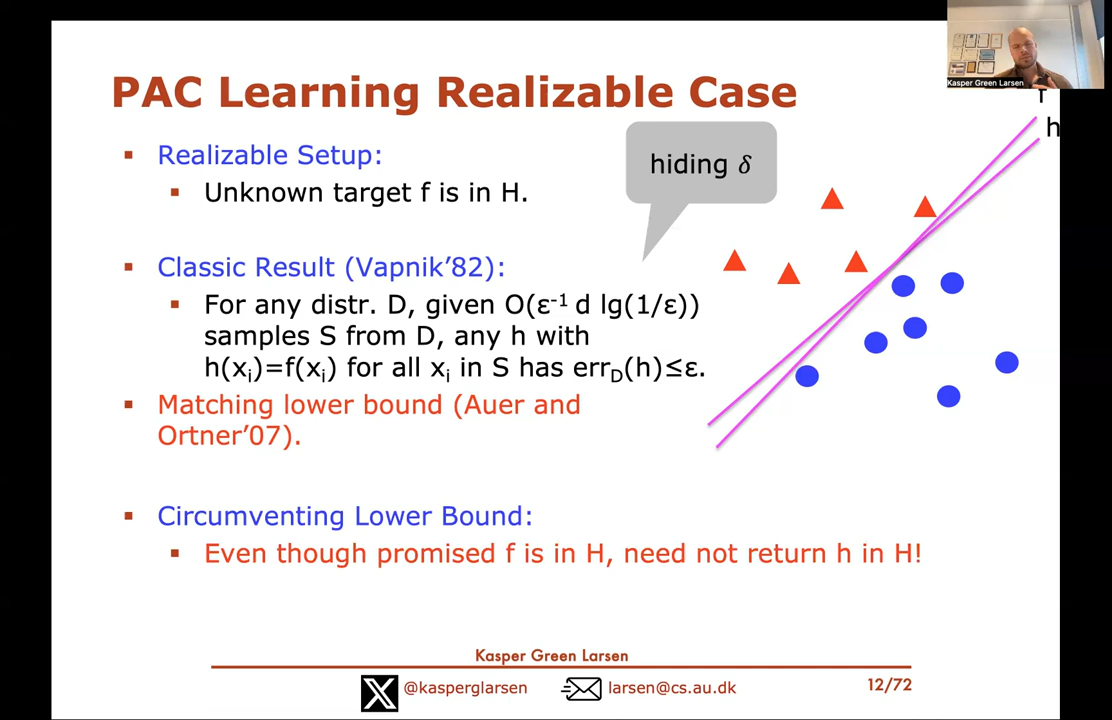 PAC Learning Realizable Case
Kasper Green Larsen
f
h
hiding δ
▪ Realizable Setup:
▪ Unknown target f is in H.
▪ Classic Result (Vapnik’82):
▪ For any distr. D, given O(ε⁻¹ d lg(1/ε))
samples S from D, any h with
h(xᵢ)=f(xᵢ) for all xᵢ in S has err_D(h)≤ε.
▪ Matching lower bound (Auer and
Ortner’07).
▪ Circumventing Lower Bound:
▪ Even though promised f is in H, need not return h in H!
Kasper Green Larsen
@kasperglarsen
larsen@cs.au.dk
12/72